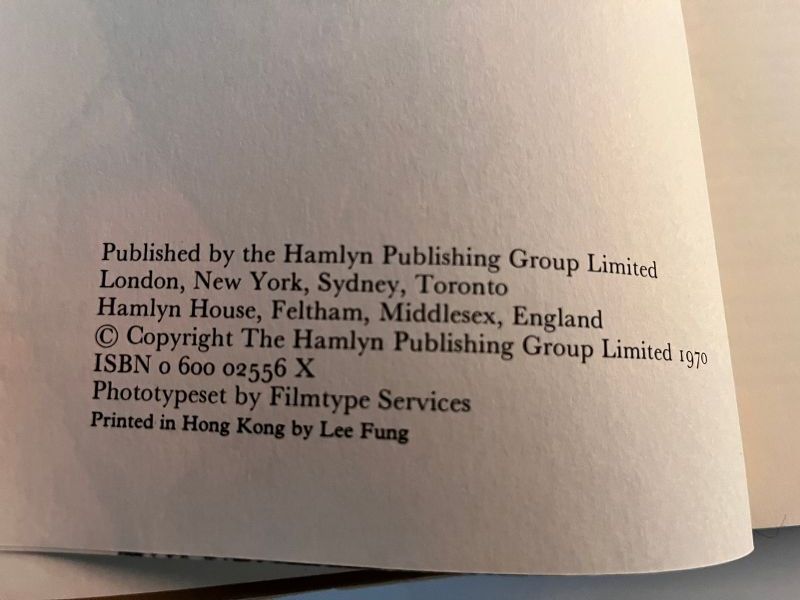 Published by the Hamlyn Publishing Group Limited
London, New York, Sydney, Toronto
Hamlyn House, Feltham, Middlesex, England
© Copyright The Hamlyn Publishing Group Limited 1970
ISBN 0 600 02556 X
Phototypeset by Filmtype Services
Printed in Hong Kong by Lee Fung